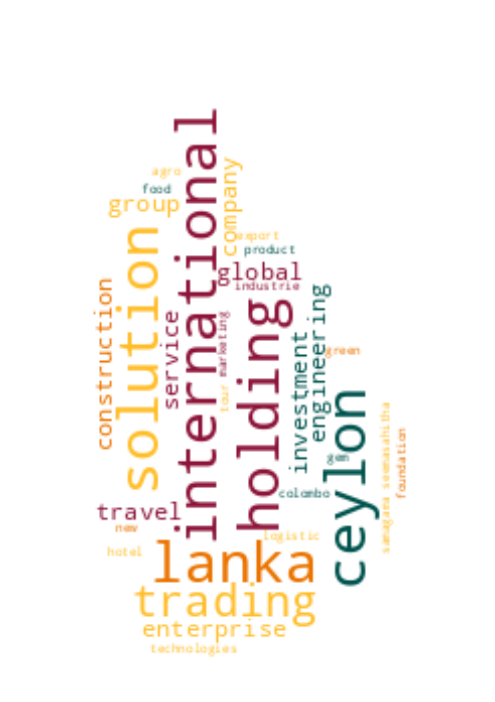 agro
food
group
international
company
export
product
global
industrie
solution
construction
service
marketing
tour
holding
investment
engineering
green
ceylon
gem
colombo
samagara seemasahitha
foundation
travel
new
hotel
logistic
lanka
trading
enterprise
technologies